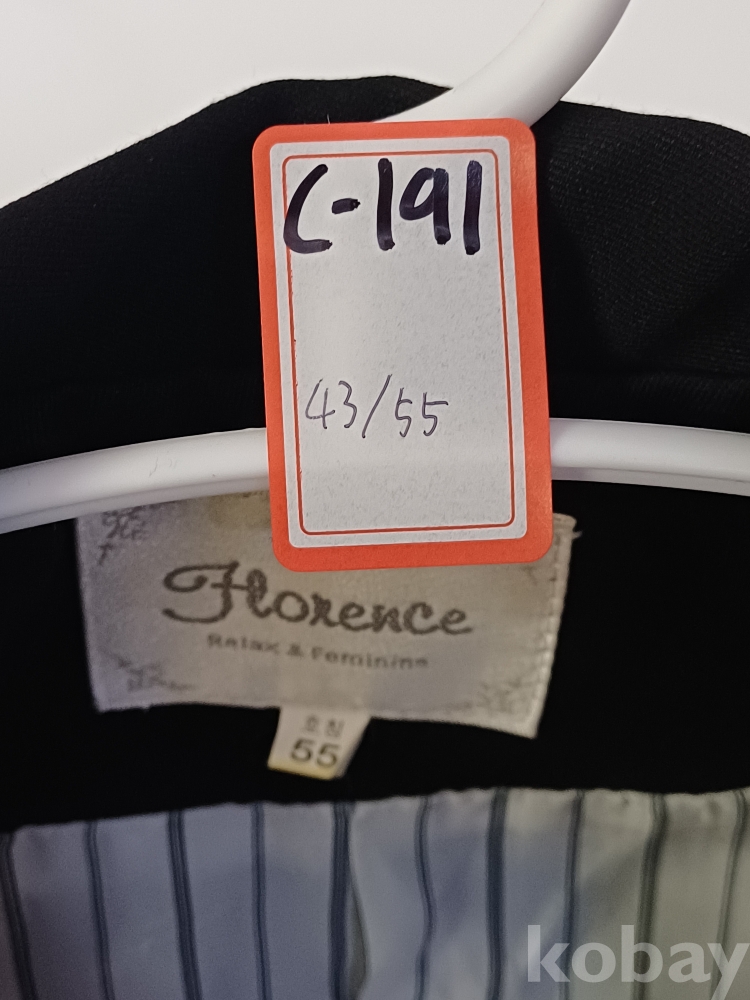 C-191
43/55
Florence
Relax & Feminine
호칭
55
kobay